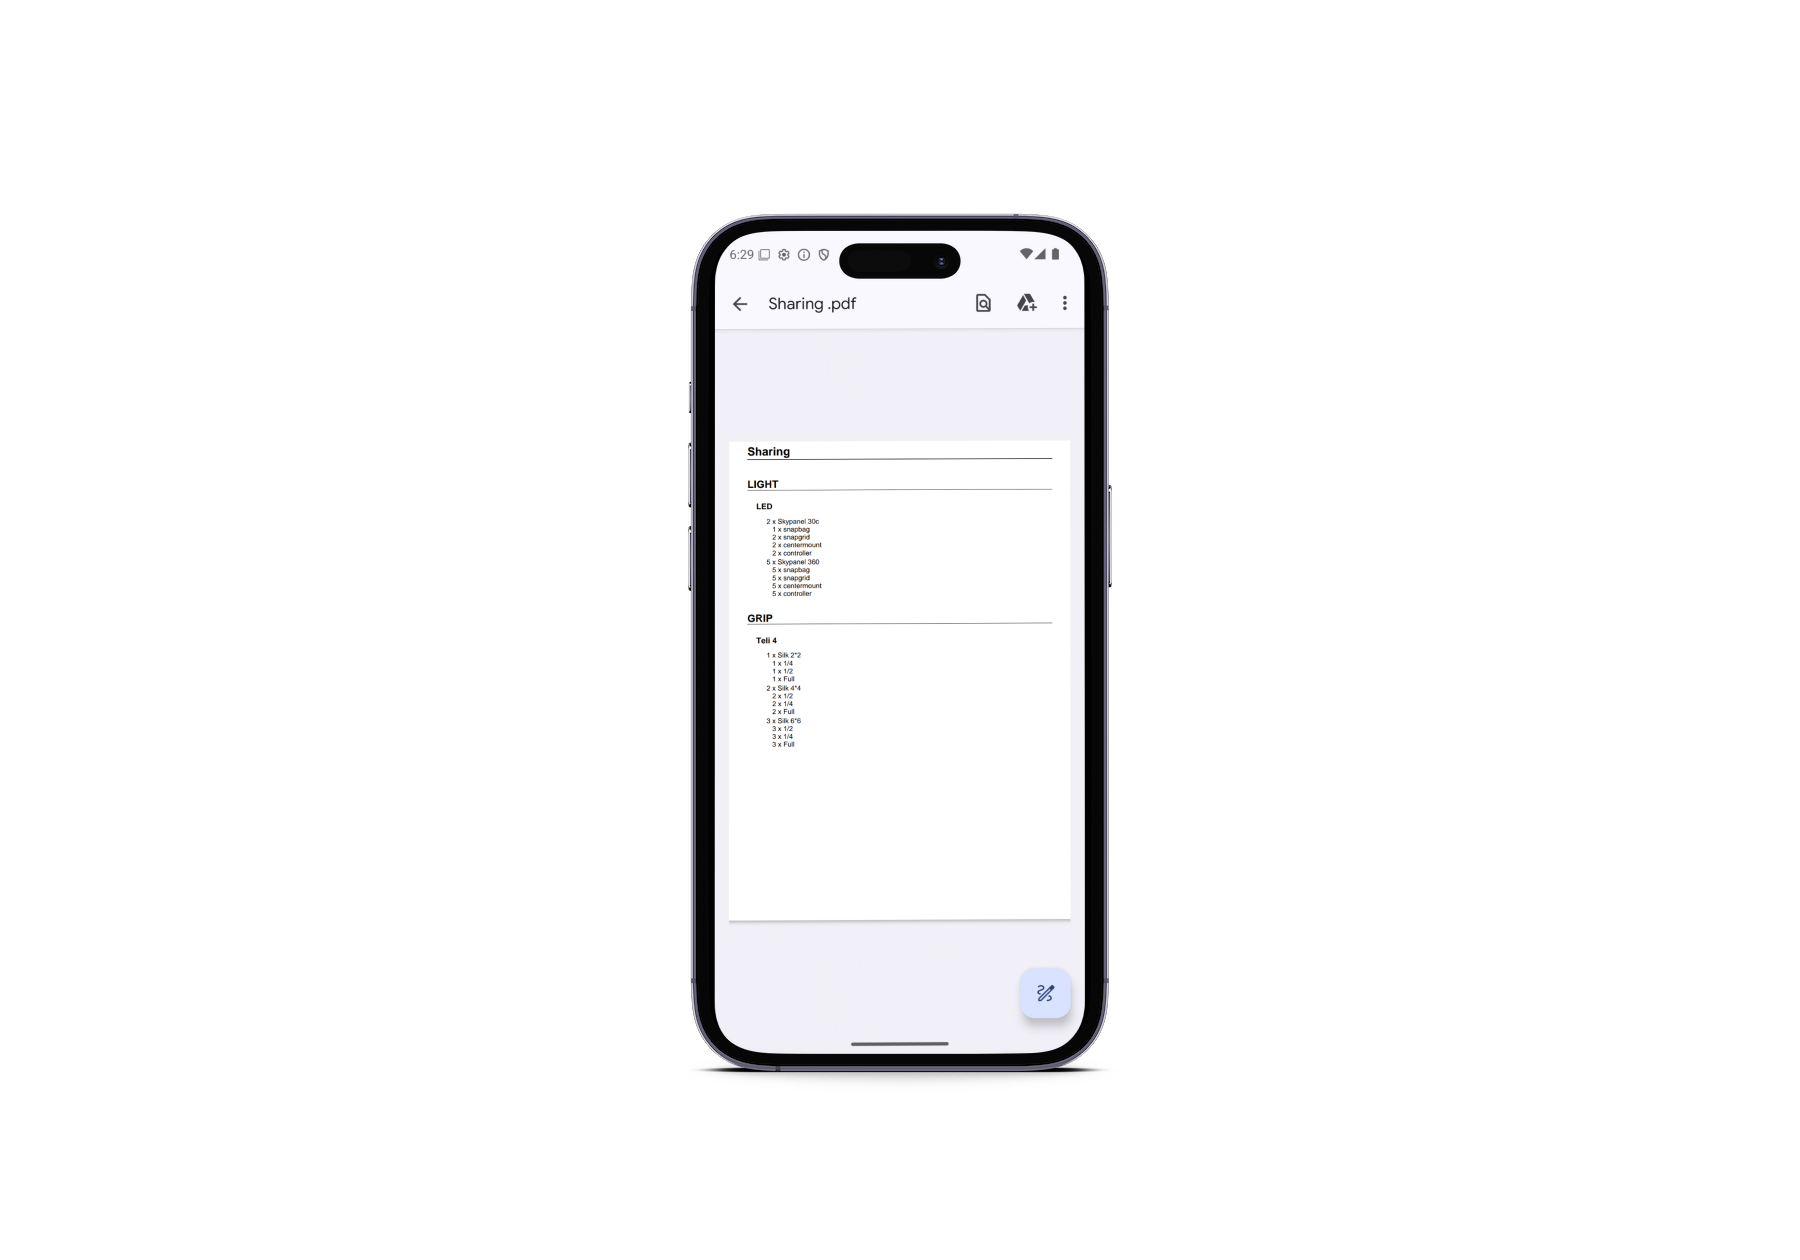 6:29
Sharing .pdf
Sharing
LIGHT
LED
2 x Skypanel 30c
1 x snapbag
2 x snapgrid
2 x centermount
2 x controller
5 x Skypanel 360
5 x snapbag
5 x snapgrid
5 x centermount
5 x controller
GRIP
Teli 4
1 x Silk 2*2
1 x 1/4
1 x 1/2
1 x Full
2 x Silk 4*4
2 x 1/2
2 x 1/4
2 x Full
3 x Silk 6*6
3 x 1/2
3 x 1/4
3 x Full